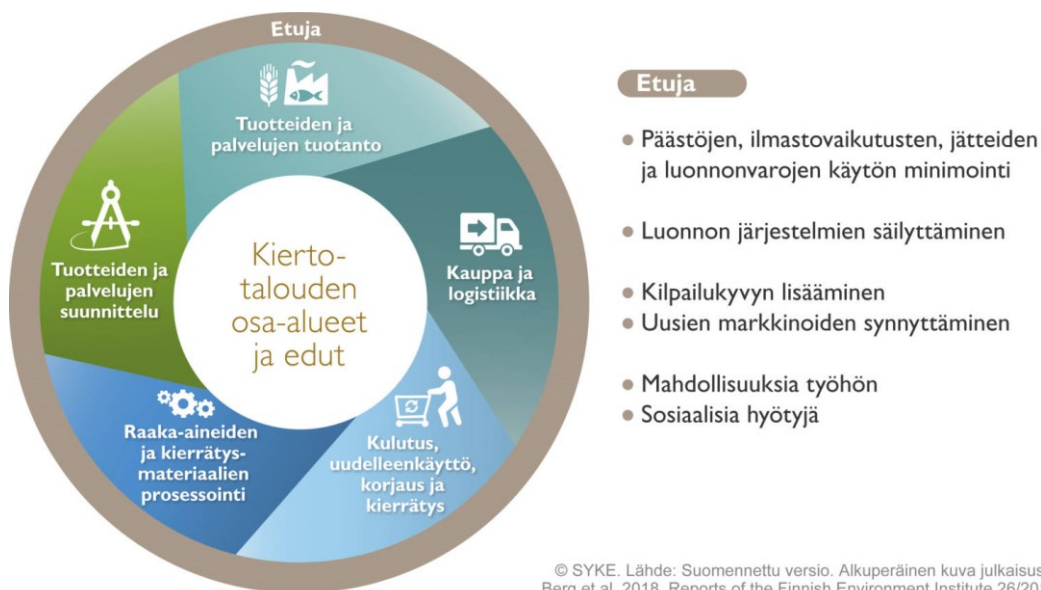 Etuja
Tuotteiden ja
palvelujen tuotanto
Kauppa ja
logistiikka
Kulutus,
uudelleenkäyttö,
korjaus ja
kierrätys
Raaka-aineiden
ja kierrätys-
materiaalien
prosessointi
Tuotteiden ja
palvelujen
suunnittelu
Kierto-
talouden
osa-alueet
ja edut
Etuja
• Päästöjen, ilmastovaikutusten, jätteiden
ja luonnonvarojen käytön minimointi
• Luonnon järjestelmien säilyttäminen
• Kilpailukyvyn lisääminen
• Uusien markkinoiden synnyttäminen
• Mahdollisuuksia työhön
• Sosiaalisia hyötyjä
© SYKE. Lähde: Suomennettu versio. Alkuperäinen kuva julkaisus
Berg et al. 2018. Reports of the Finnish Environment Institute